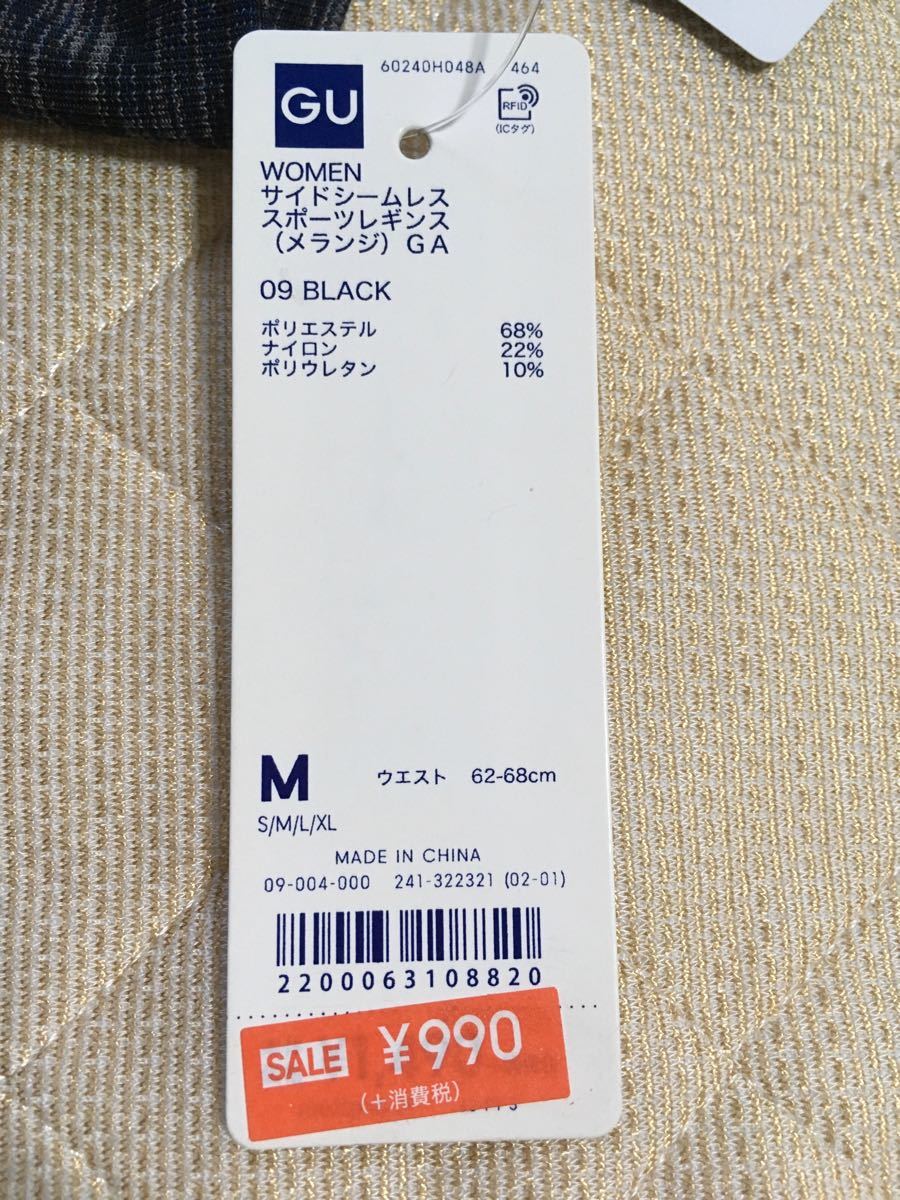 60240H048A 464
GU
RFID
(ICタグ)
WOMEN
サイドシームレス
スポーツレギンス
（メランジ）GA
09 BLACK
ポリエステル 68%
ナイロン 22%
ポリウレタン 10%
M ウエスト 62-68cm
S/M/L/XL
MADE IN CHINA
09-004-000 241-322321 (02-01)
2200063108820
SALE ¥990
(+消費税)